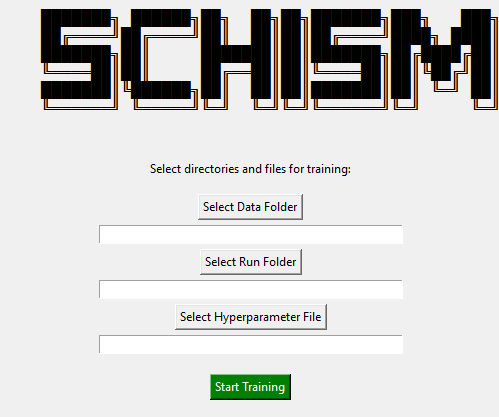 SCHISM
Select directories and files for training:
Select Data Folder
Select Run Folder
Select Hyperparameter File
Start Training